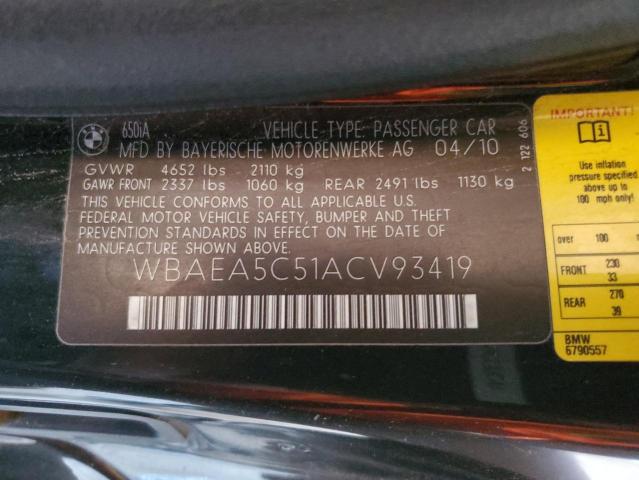 BMW
650iA VEHICLE TYPE: PASSENGER CAR
MFD BY BAYERISCHE MOTORENWERKE AG 04/10
GVWR 4652 lbs 2110 kg
GAWR FRONT 2337 lbs 1060 kg REAR 2491 lbs 1130 kg
THIS VEHICLE CONFORMS TO ALL APPLICABLE U.S.
FEDERAL MOTOR VEHICLE SAFETY, BUMPER AND THEFT
PREVENTION STANDARDS IN EFFECT ON THE DATE OF
MANUFACTURE SHOWN ABOVE.
WBAEA5C51ACV93419
2 122 606
IMPORTANT!
Use inflation
pressure specified
above up to
100 mph only!
over 100
FRONT 230
33
REAR 270
39
BMW
6790557